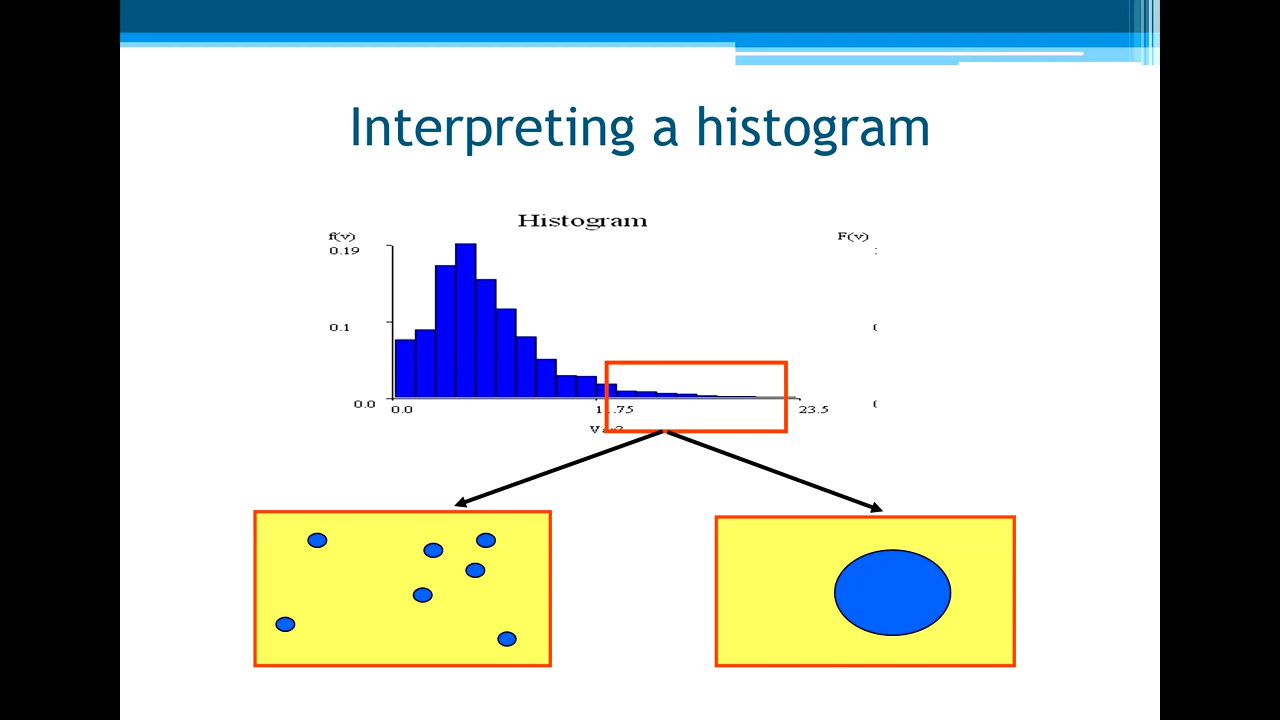 Interpreting a histogram
Histogram
f(v)
F(v)
0.19
0.1
0.0
0.0
11.75
23.5